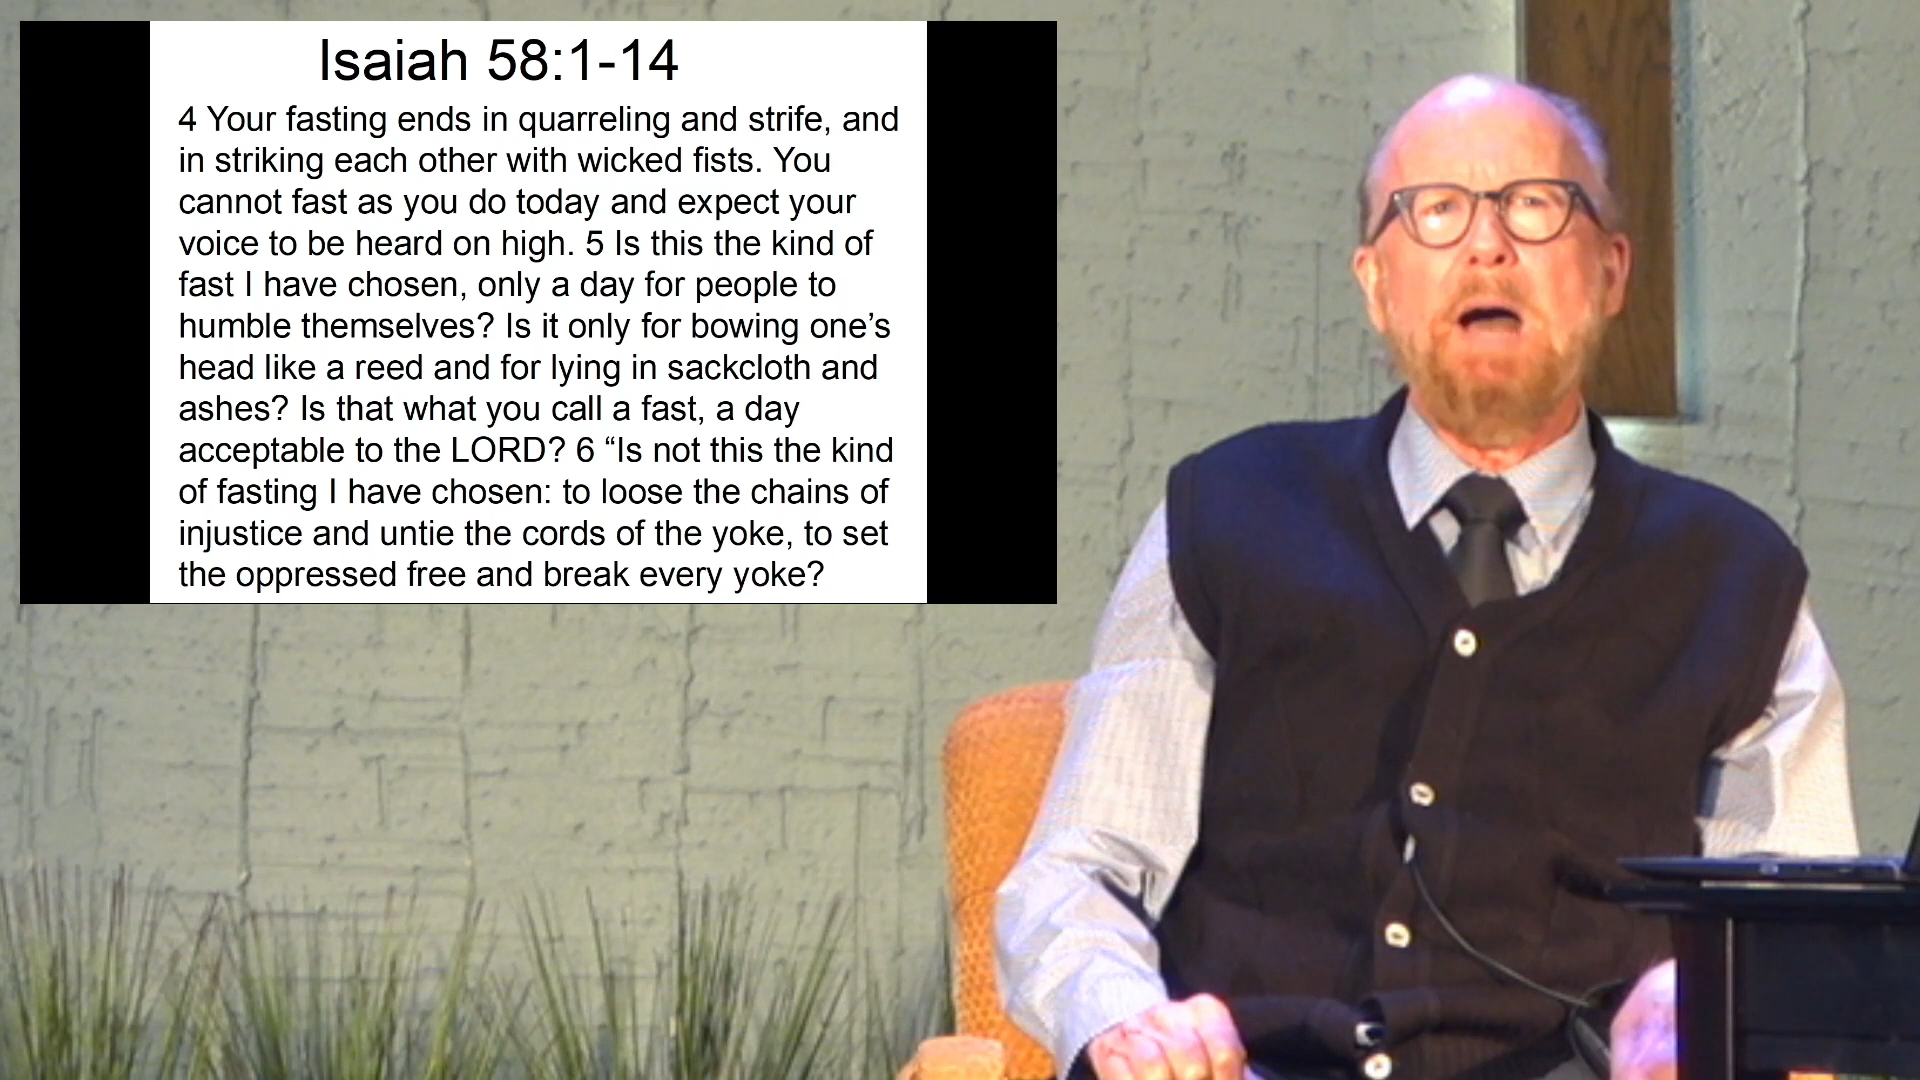 Isaiah 58:1-14
4 Your fasting ends in quarreling and strife, and
in striking each other with wicked fists. You
cannot fast as you do today and expect your
voice to be heard on high. 5 Is this the kind of
fast I have chosen, only a day for people to
humble themselves? Is it only for bowing one’s
head like a reed and for lying in sackcloth and
ashes? Is that what you call a fast, a day
acceptable to the LORD? 6 “Is not this the kind
of fasting I have chosen: to loose the chains of
injustice and untie the cords of the yoke, to set
the oppressed free and break every yoke?